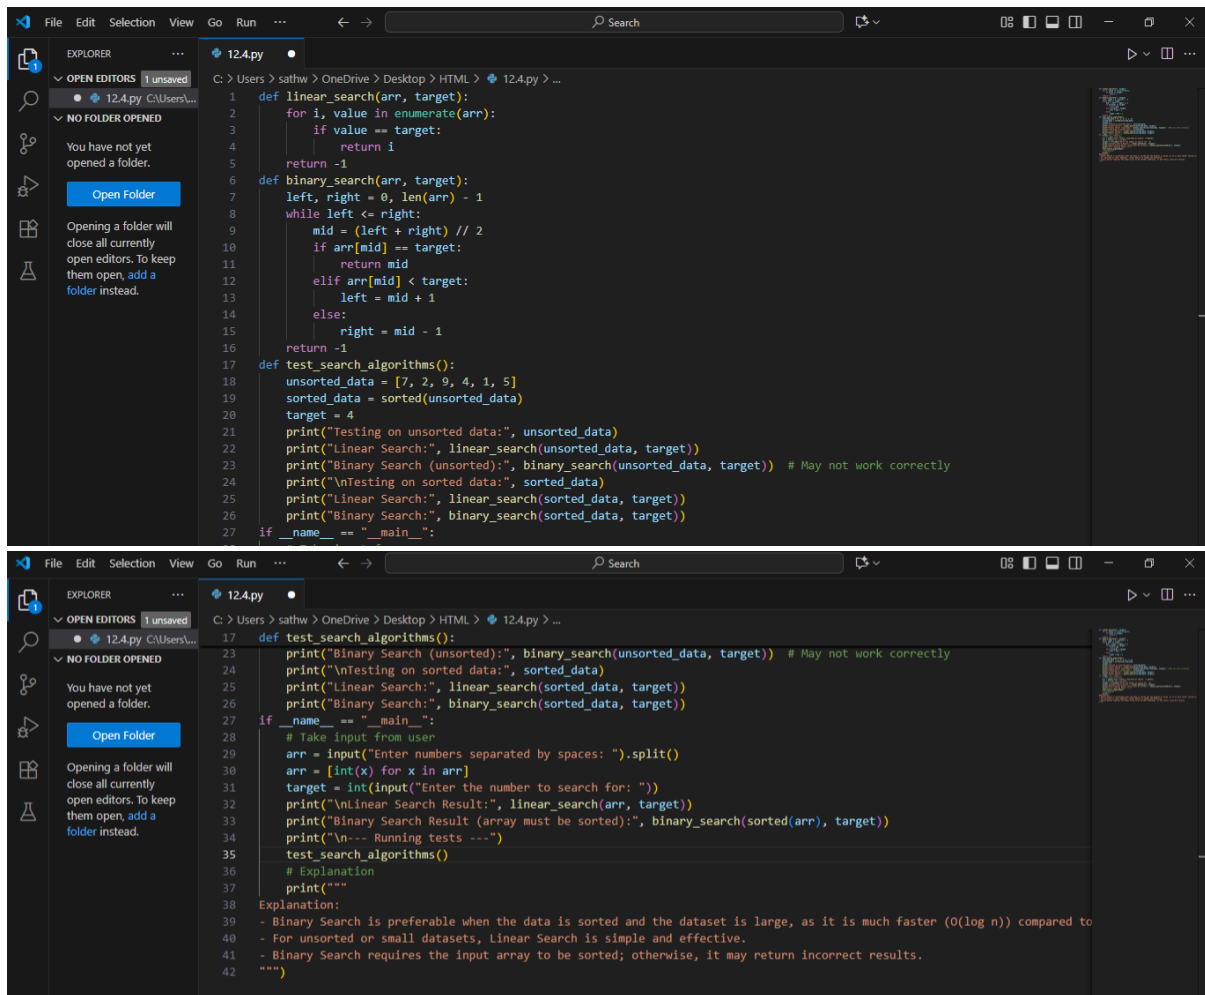 File Edit Selection View Go Run ··· Search
EXPLORER ··· 12.4.py
OPEN EDITORS 1 unsaved
12.4.py C:\Users\...
NO FOLDER OPENED
You have not yet
opened a folder.
Open Folder
Opening a folder will
close all currently
open editors. To keep
them open, add a
folder instead.
C: > Users > sathw > OneDrive > Desktop > HTML > 12.4.py > ...
1 def linear_search(arr, target):
2     for i, value in enumerate(arr):
3         if value == target:
4             return i
5     return -1
6 def binary_search(arr, target):
7     left, right = 0, len(arr) - 1
8     while left <= right:
9         mid = (left + right) // 2
10         if arr[mid] == target:
11             return mid
12         elif arr[mid] < target:
13             left = mid + 1
14         else:
15             right = mid - 1
16     return -1
17 def test_search_algorithms():
18     unsorted_data = [7, 2, 9, 4, 1, 5]
19     sorted_data = sorted(unsorted_data)
20     target = 4
21     print("Testing on unsorted data:", unsorted_data)
22     print("Linear Search:", linear_search(unsorted_data, target))
23     print("Binary Search (unsorted):", binary_search(unsorted_data, target))  # May not work correctly
24     print("\nTesting on sorted data:", sorted_data)
25     print("Linear Search:", linear_search(sorted_data, target))
26     print("Binary Search:", binary_search(sorted_data, target))
27 if __name__ == "__main__":
File Edit Selection View Go Run ··· Search
EXPLORER ··· 12.4.py
OPEN EDITORS 1 unsaved
12.4.py C:\Users\...
NO FOLDER OPENED
You have not yet
opened a folder.
Open Folder
Opening a folder will
close all currently
open editors. To keep
them open, add a
folder instead.
C: > Users > sathw > OneDrive > Desktop > HTML > 12.4.py > ...
17 def test_search_algorithms():
23     print("Binary Search (unsorted):", binary_search(unsorted_data, target))  # May not work correctly
24     print("\nTesting on sorted data:", sorted_data)
25     print("Linear Search:", linear_search(sorted_data, target))
26     print("Binary Search:", binary_search(sorted_data, target))
27 if __name__ == "__main__":
28     # Take input from user
29     arr = input("Enter numbers separated by spaces: ").split()
30     arr = [int(x) for x in arr]
31     target = int(input("Enter the number to search for: "))
32     print("\nLinear Search Result:", linear_search(arr, target))
33     print("Binary Search Result (array must be sorted):", binary_search(sorted(arr), target))
34     print("\n--- Running tests ---")
35     test_search_algorithms()
36     # Explanation
37     print("""
38 Explanation:
39 - Binary Search is preferable when the data is sorted and the dataset is large, as it is much faster (O(log n)) compared to
40 - For unsorted or small datasets, Linear Search is simple and effective.
41 - Binary Search requires the input array to be sorted; otherwise, it may return incorrect results.
42 """)